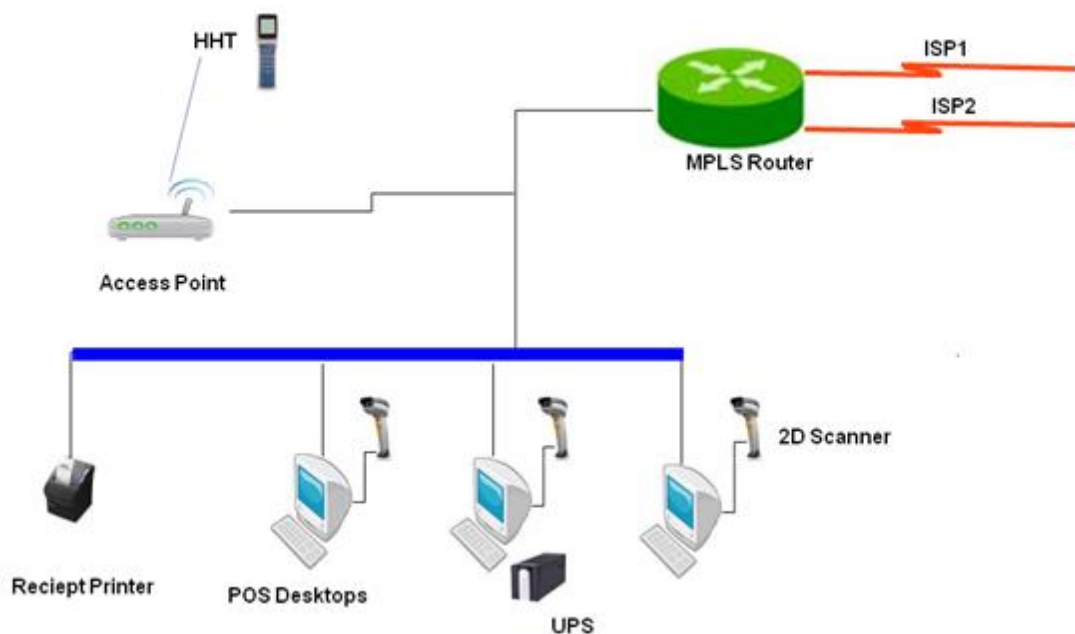 HHT
ISP1
ISP2
MPLS Router
Access Point
2D Scanner
Reciept Printer
POS Desktops
UPS